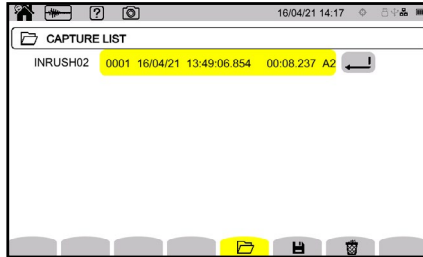 ? 16/04/21 14:17
CAPTURE LIST
INRUSH02 0001 16/04/21 13:49:06.854 00:08.237 A2